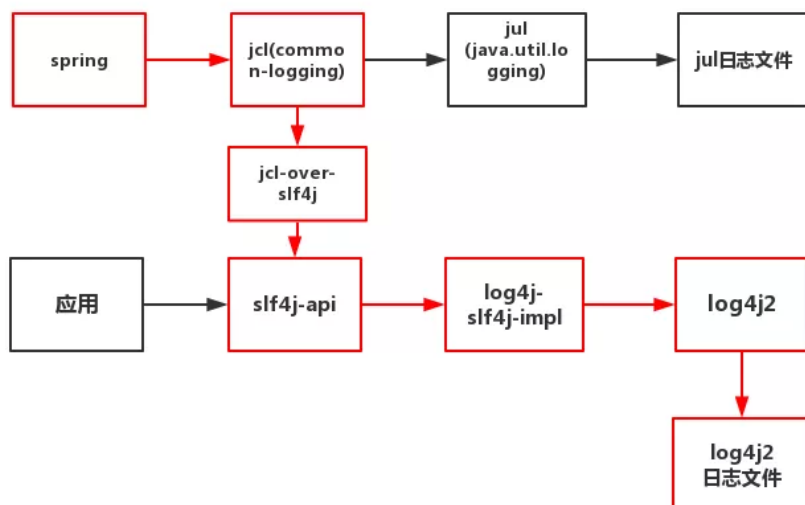 spring
jcl(commo
n-logging)
jul
(java.util.lo
gging)
jul日志文件
jcl-over-
slf4j
应用
slf4j-api
log4j-
slf4j-impl
log4j2
log4j2
日志文件